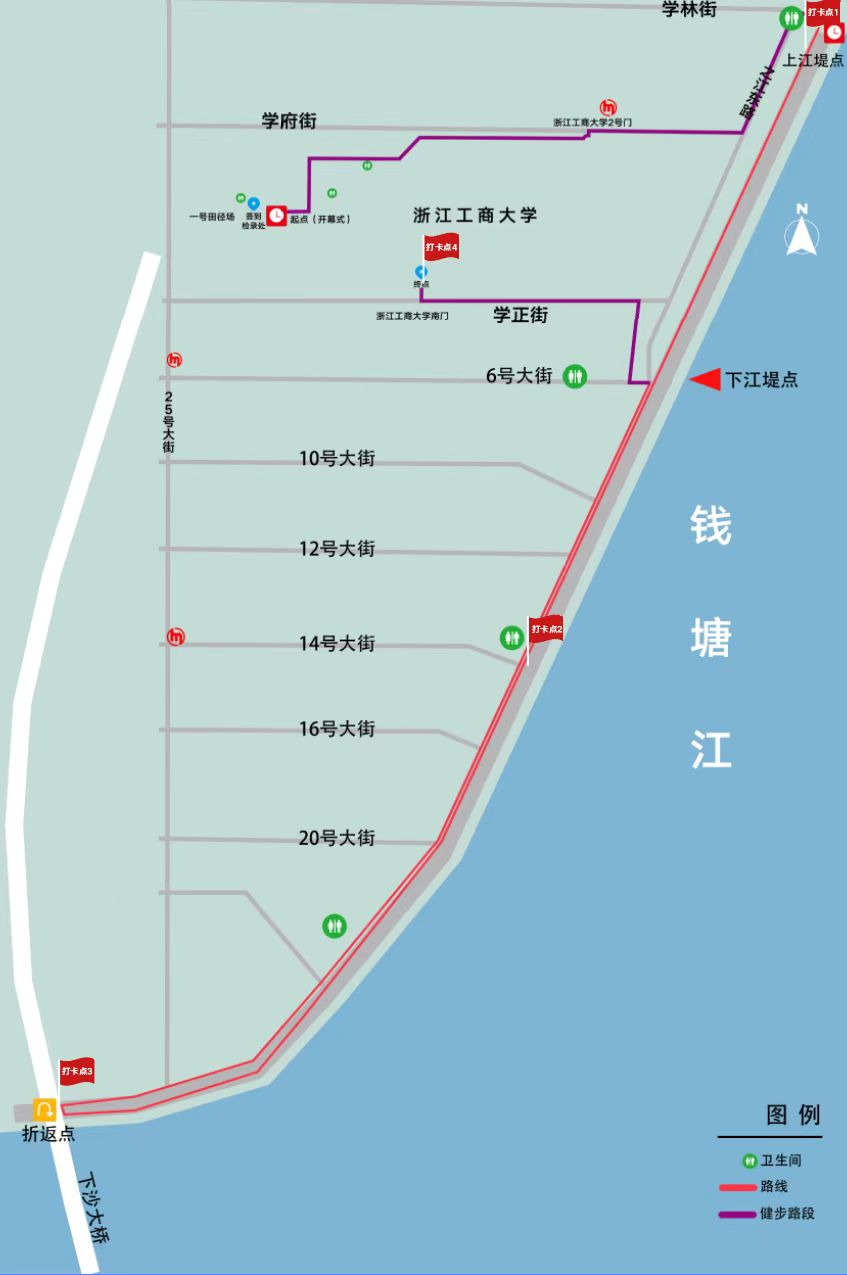 学林街
打卡点1
上江堤点
之江东路
学府街
浙江工商大学2号门
一号田径场
签到
检录处
起点（开幕式）
浙江工商大学
N
打卡点4
终点
浙江工商大学南门
学正街
6号大街
下江堤点
25号大街
10号大街
12号大街
钱塘江
打卡点2
14号大街
16号大街
20号大街
打卡点3
折返点
下沙大桥
图例
卫生间
路线
健步路段